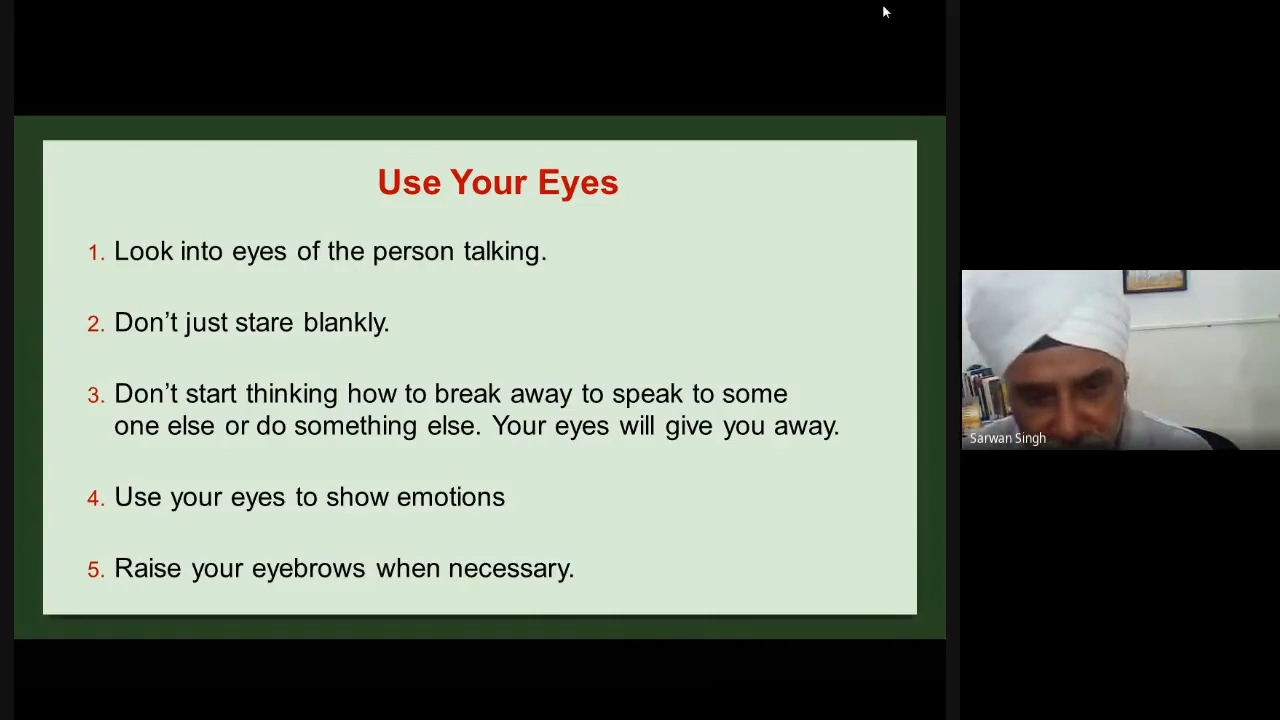 Use Your Eyes
1. Look into eyes of the person talking.
2. Don’t just stare blankly.
3. Don’t start thinking how to break away to speak to some
one else or do something else. Your eyes will give you away.
4. Use your eyes to show emotions
5. Raise your eyebrows when necessary.
Sarwan Singh